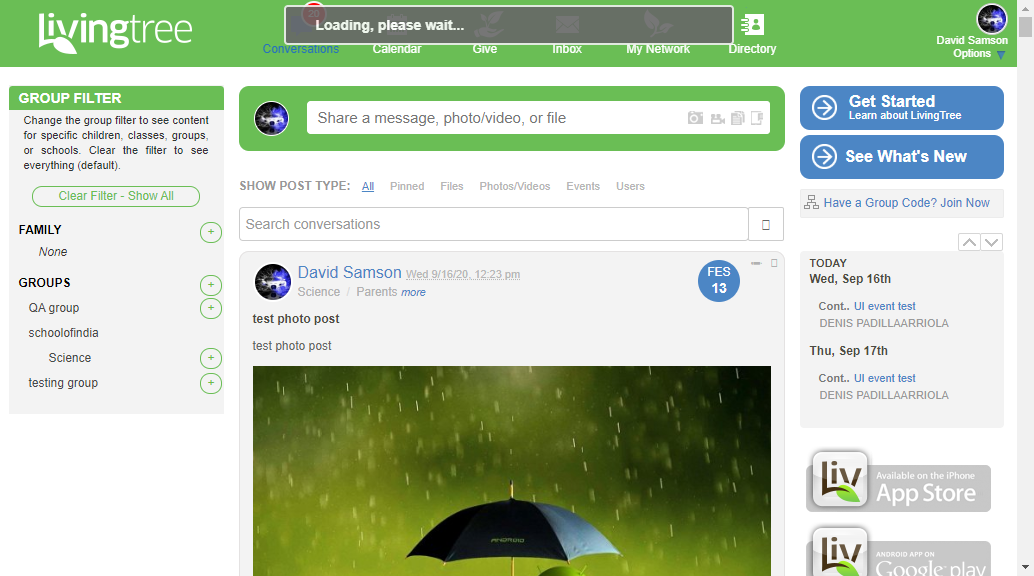 livingtree
20
Loading, please wait...
Conversations
Calendar
Give
Inbox
My Network
Directory
David Samson
Options
GROUP FILTER
Change the group filter to see content
for specific children, classes, groups,
or schools. Clear the filter to see
everything (default).
Clear Filter - Show All
FAMILY
None
GROUPS
QA group
schoolofindia
Science
testing group
Share a message, photo/video, or file
SHOW POST TYPE: All Pinned Files Photos/Videos Events Users
Search conversations
David Samson Wed 9/16/20, 12:23 pm
Science / Parents more
FES
13
test photo post
test photo post
ANDROID
Get Started
Learn about LivingTree
See What's New
Have a Group Code? Join Now
TODAY
Wed, Sep 16th
Cont.. UI event test
DENIS PADILLAARRIOLA
Thu, Sep 17th
Cont.. UI event test
DENIS PADILLAARRIOLA
Liv
Available on the iPhone
App Store
Liv
ANDROID APP ON
Google play